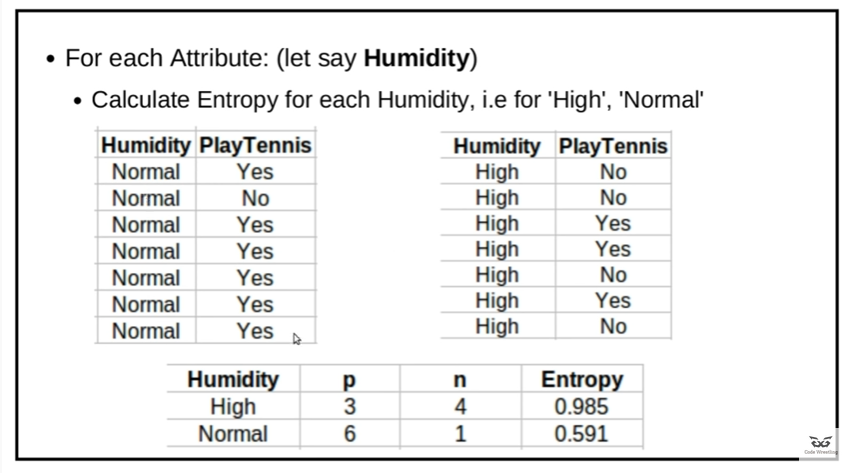 • For each Attribute: (let say Humidity)
• Calculate Entropy for each Humidity, i.e for 'High', 'Normal'
Humidity PlayTennis
Normal Yes
Normal No
Normal Yes
Normal Yes
Normal Yes
Normal Yes
Normal Yes
Humidity PlayTennis
High No
High No
High Yes
High Yes
High No
High Yes
High No
Humidity p n Entropy
High 3 4 0.985
Normal 6 1 0.591
Code Wrestling